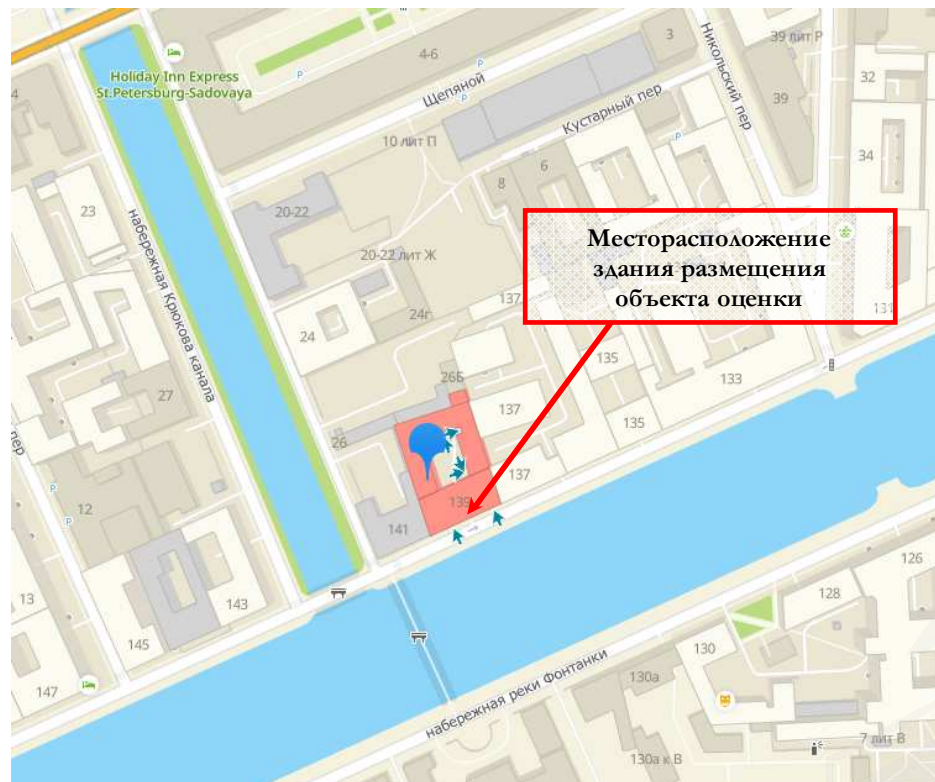 4-6
3
39 лит Р
Holiday Inn Express
St.Petersburg-Sadovaya
P
Щепяной
P
Никольский пер
39
32
10 лит П
Кустарный пер
P
34
8
6
23
20-22
набережная Крюкова канала
20-22 лит Ж
Месторасположение
здания размещения
объекта оценки
137
131
24г
24
135
133
26Б
27
137
135
пер
26
P
137
12
P
139
141
126
13
143
128
145
130
147
130а
набережная реки Фонтанки
7 лит В
130а к В